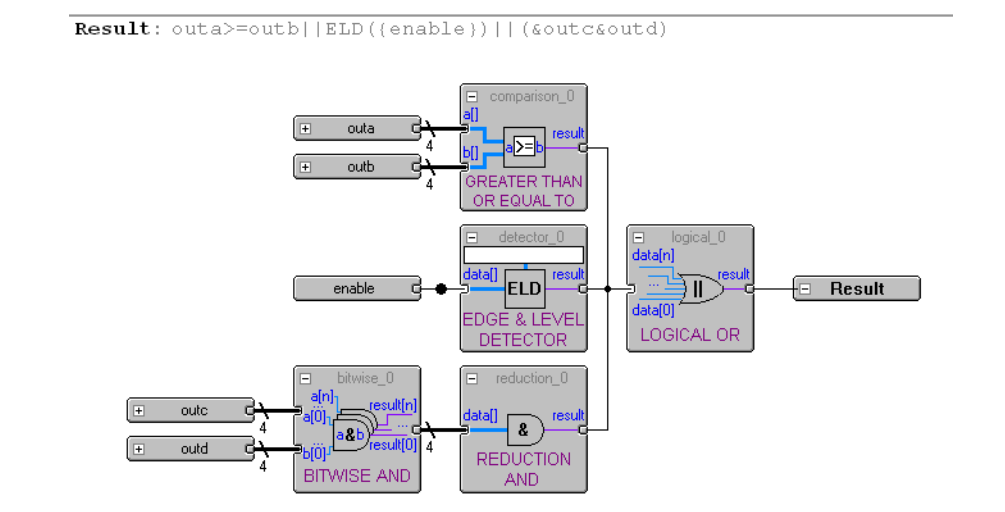 Result: outa>=outb||ELD({enable})||(&outc&outd)
comparison_0
a[]
outa
4
result
a>=b
b[]
outb
4
GREATER THAN
OR EQUAL TO
detector_0
logical_0
data[n]
data[]
result
ELD
enable
...
||
result
Result
data[0]
EDGE & LEVEL
DETECTOR
LOGICAL OR
bitwise_0
reduction_0
a[n]
...
result[n]
outc
a[0]
4
data[]
result
...
a&b
...
&
outd
b[0]
result[0]
4
4
BITWISE AND
REDUCTION
AND